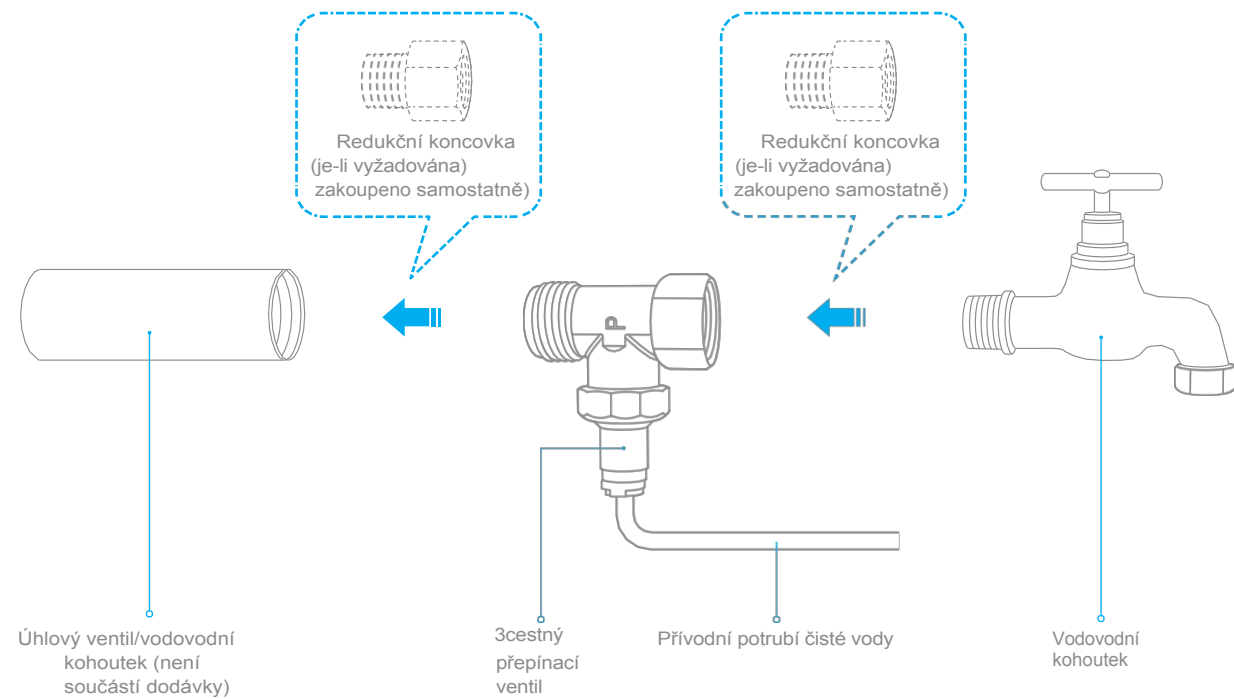 Redukční koncovka
(je-li vyžadována)
zakoupeno samostatně)
Redukční koncovka
(je-li vyžadována)
zakoupeno samostatně)
Úhlový ventil/vodovodní
kohoutek (není
součástí dodávky)
3cestný
přepínací
ventil
Přívodní potrubí čisté vody
Vodovodní
kohoutek